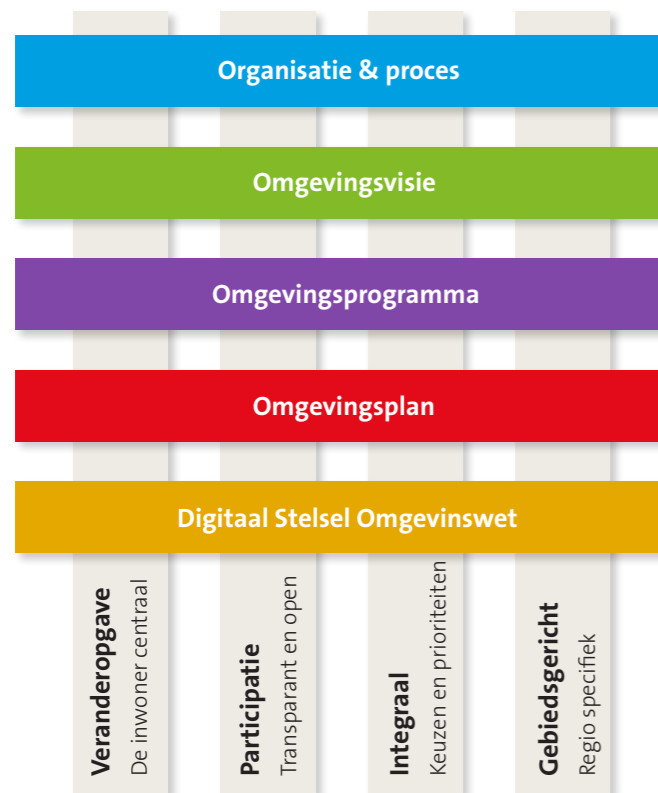 Organisatie & proces
Omgevingsvisie
Omgevingsprogramma
Omgevingsplan
Digitaal Stelsel Omgevinswet
Veranderopgave
De inwoner centraal
Participatie
Transparant en open
Integraal
Keuzen en prioriteiten
Gebiedsgericht
Regio specifiek